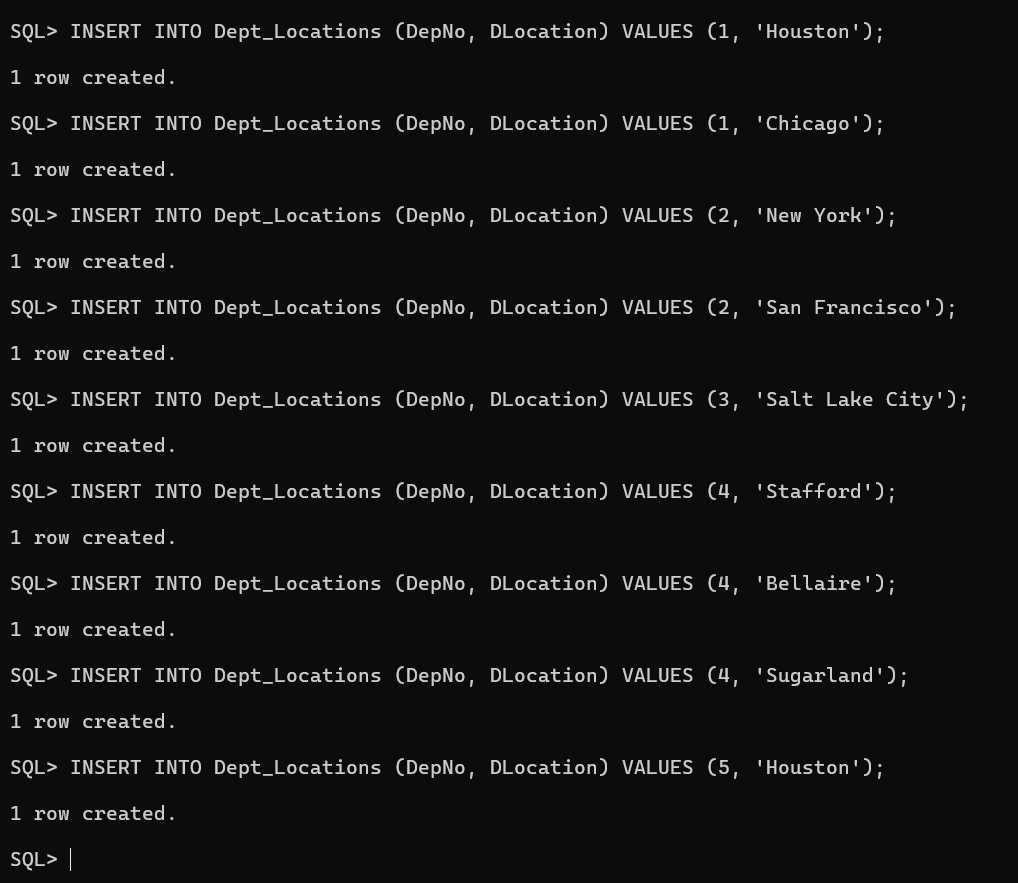 SQL> INSERT INTO Dept_Locations (DepNo, DLocation) VALUES (1, 'Houston');
1 row created.
SQL> INSERT INTO Dept_Locations (DepNo, DLocation) VALUES (1, 'Chicago');
1 row created.
SQL> INSERT INTO Dept_Locations (DepNo, DLocation) VALUES (2, 'New York');
1 row created.
SQL> INSERT INTO Dept_Locations (DepNo, DLocation) VALUES (2, 'San Francisco');
1 row created.
SQL> INSERT INTO Dept_Locations (DepNo, DLocation) VALUES (3, 'Salt Lake City');
1 row created.
SQL> INSERT INTO Dept_Locations (DepNo, DLocation) VALUES (4, 'Stafford');
1 row created.
SQL> INSERT INTO Dept_Locations (DepNo, DLocation) VALUES (4, 'Bellaire');
1 row created.
SQL> INSERT INTO Dept_Locations (DepNo, DLocation) VALUES (4, 'Sugarland');
1 row created.
SQL> INSERT INTO Dept_Locations (DepNo, DLocation) VALUES (5, 'Houston');
1 row created.
SQL>